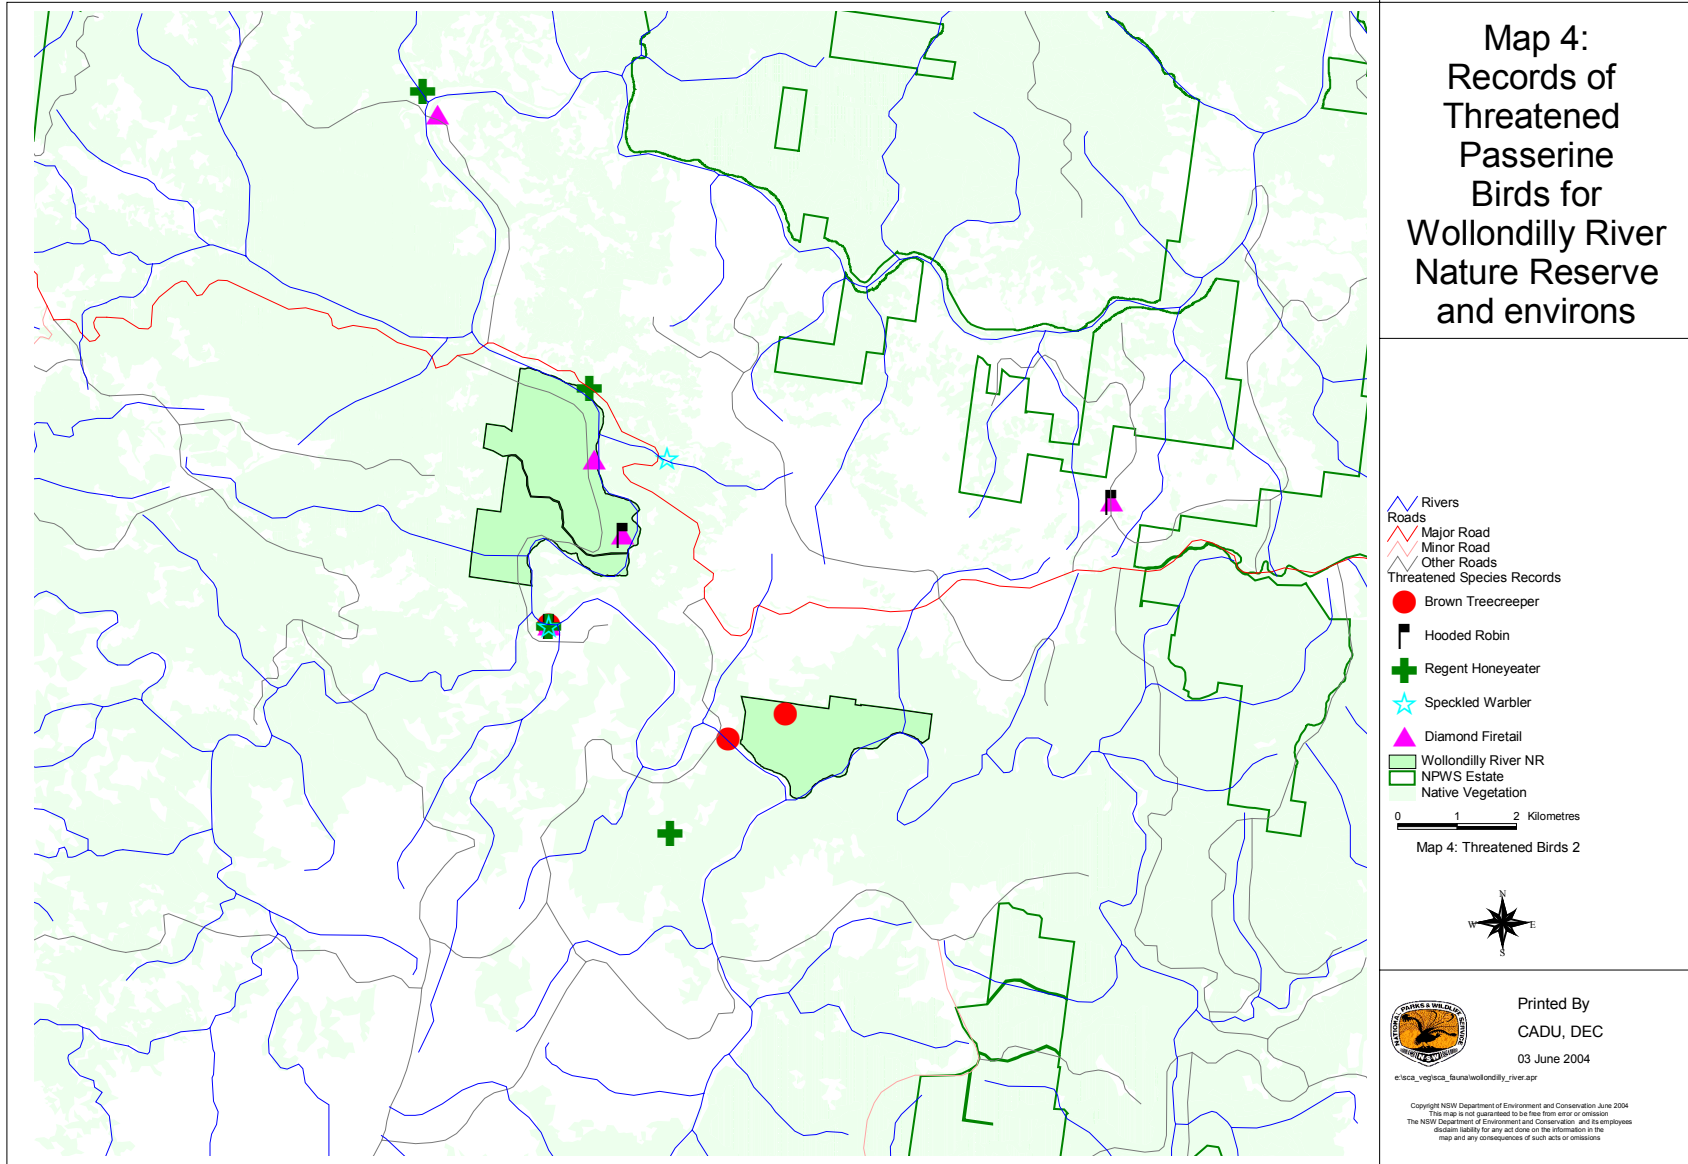 Map 4:
Records of
Threatened
Passerine
Birds for
Wollondilly River
Nature Reserve
and environs
Rivers
Roads
Major Road
Minor Road
Other Roads
Threatened Species Records
Brown Treecreeper
Hooded Robin
Regent Honeyeater
Speckled Warbler
Diamond Firetail
Wollondilly River NR
NPWS Estate
Native Vegetation
0 1 2 Kilometres
Map 4: Threatened Birds 2
N
W E
S
NATIONAL PARKS & WILDLIFE SERVICE
NSW
Printed By
CADU, DEC
03 June 2004
e:\sca_veg\sca_fauna\wollondilly_river.apr
Copyright NSW Department of Environment and Conservation June 2004
This map is not guaranteed to be free from error or omission
The NSW Department of Environment and Conservation and its employees
disclaim liability for any act done on the information in the
map and any consequences of such acts or omissions